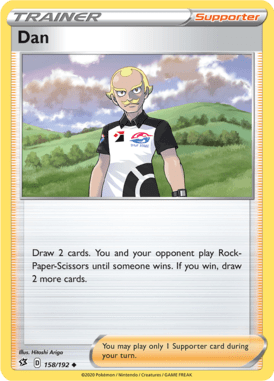 TRAINER
Supporter
Dan
Draw 2 cards. You and your opponent play Rock-
Paper-Scissors until someone wins. If you win, draw
2 more cards.
Illus. Hitoshi Ariga
D 158/192
You may play only 1 Supporter card during
your turn.
©2020 Pokémon / Nintendo / Creatures / GAME FREAK